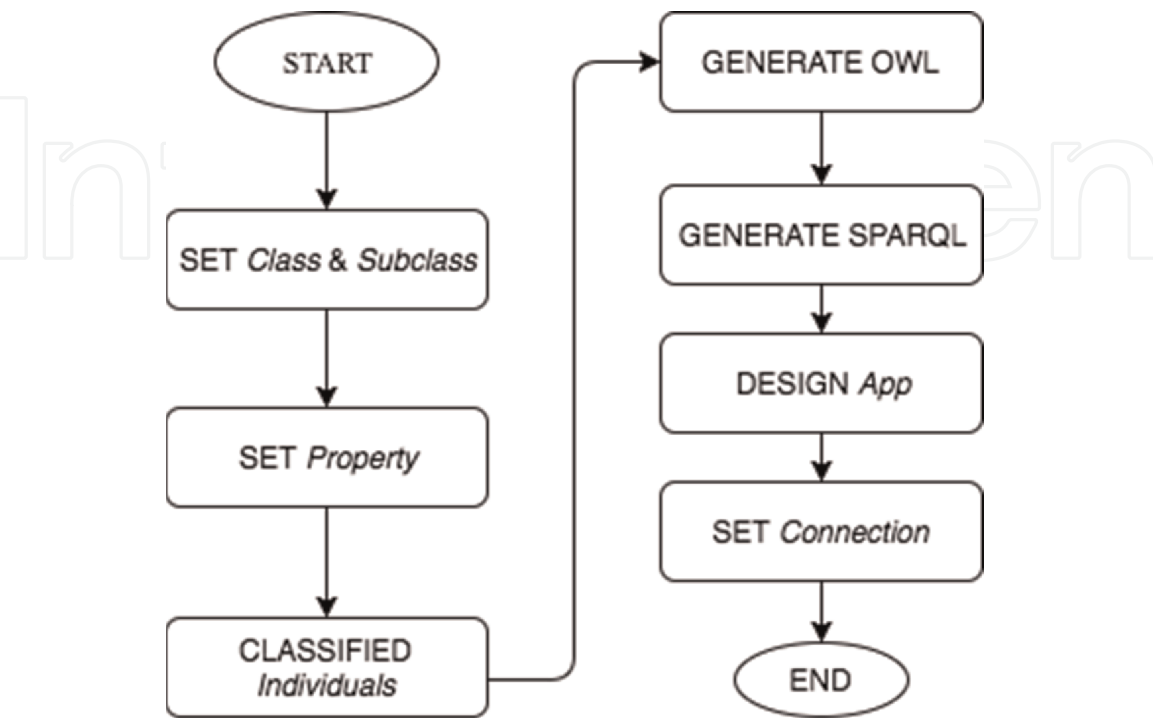 START
SET Class & Subclass
SET Property
CLASSIFIED
Individuals
GENERATE OWL
GENERATE SPARQL
DESIGN App
SET Connection
END